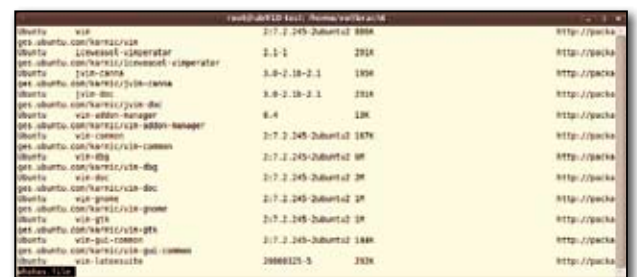 root@ub910-test: /home/vollbracht
Ubuntu vim 2:7.2.245-2ubuntu2 800K http://packa
ges.ubuntu.com/karmic/vim
Ubuntu iceweasel-vimperator 2.1-1 291K http://packa
ges.ubuntu.com/karmic/iceweasel-vimperator
Ubuntu jvim-canna 3.0-2.1b-2.1 195K http://packa
ges.ubuntu.com/karmic/jvim-canna
Ubuntu jvim-doc 3.0-2.1b-2.1 231K http://packa
ges.ubuntu.com/karmic/jvim-doc
Ubuntu vim-addon-manager 0.4 13K http://packa
ges.ubuntu.com/karmic/vim-addon-manager
Ubuntu vim-common 2:7.2.245-2ubuntu2 167K http://packa
ges.ubuntu.com/karmic/vim-common
Ubuntu vim-dbg 2:7.2.245-2ubuntu2 http://packa
ges.ubuntu.com/karmic/vim-dbg
Ubuntu vim-doc 2:7.2.245-2ubuntu2 2M http://packa
ges.ubuntu.com/karmic/vim-doc
Ubuntu vim-gnome 2:7.2.245-2ubuntu2 1M http://packa
ges.ubuntu.com/karmic/vim-gnome
Ubuntu vim-gtk 2:7.2.245-2ubuntu2 1M http://packa
ges.ubuntu.com/karmic/vim-gtk
Ubuntu vim-gui-common 2:7.2.245-2ubuntu2 144K http://packa
ges.ubuntu.com/karmic/vim-gui-common
Ubuntu vim-latexsuite 20060325-5 292K http://packa
file